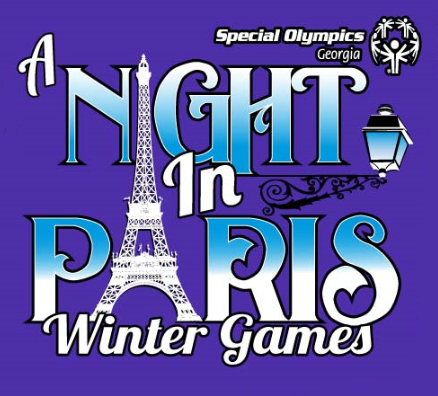 Special Olympics
Georgia
A
NIGHT
In
PARIS
Winter Games